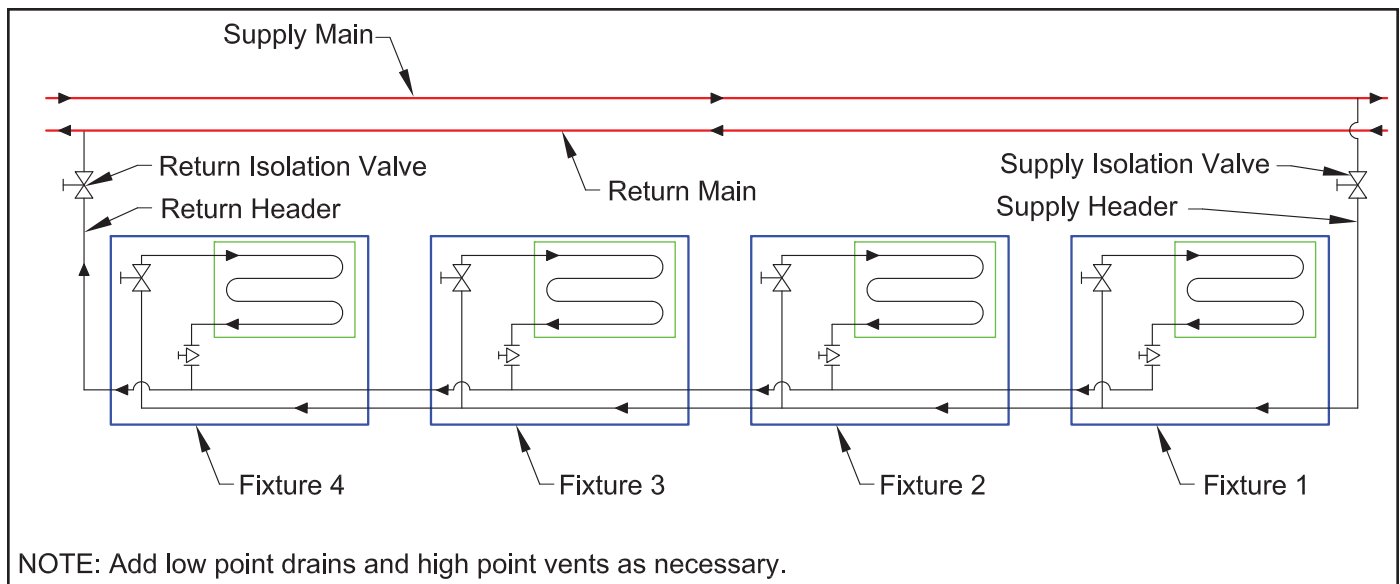 Supply Main
Return Isolation Valve
Supply Isolation Valve
Return Main
Return Header
Supply Header
Fixture 4
Fixture 3
Fixture 2
Fixture 1
NOTE: Add low point drains and high point vents as necessary.